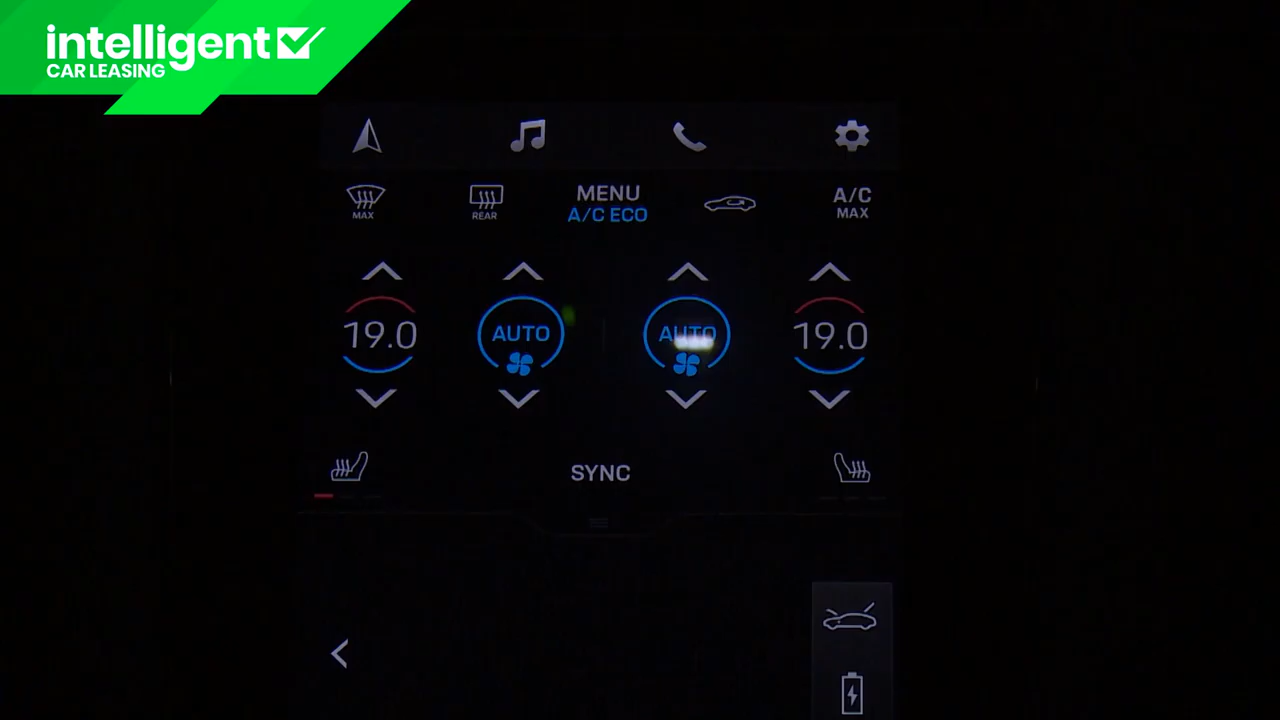 intelligent
CAR LEASING
MAX
REAR
MENU
A/C ECO
A/C
MAX
19.0
AUTO
AUTO
19.0
SYNC